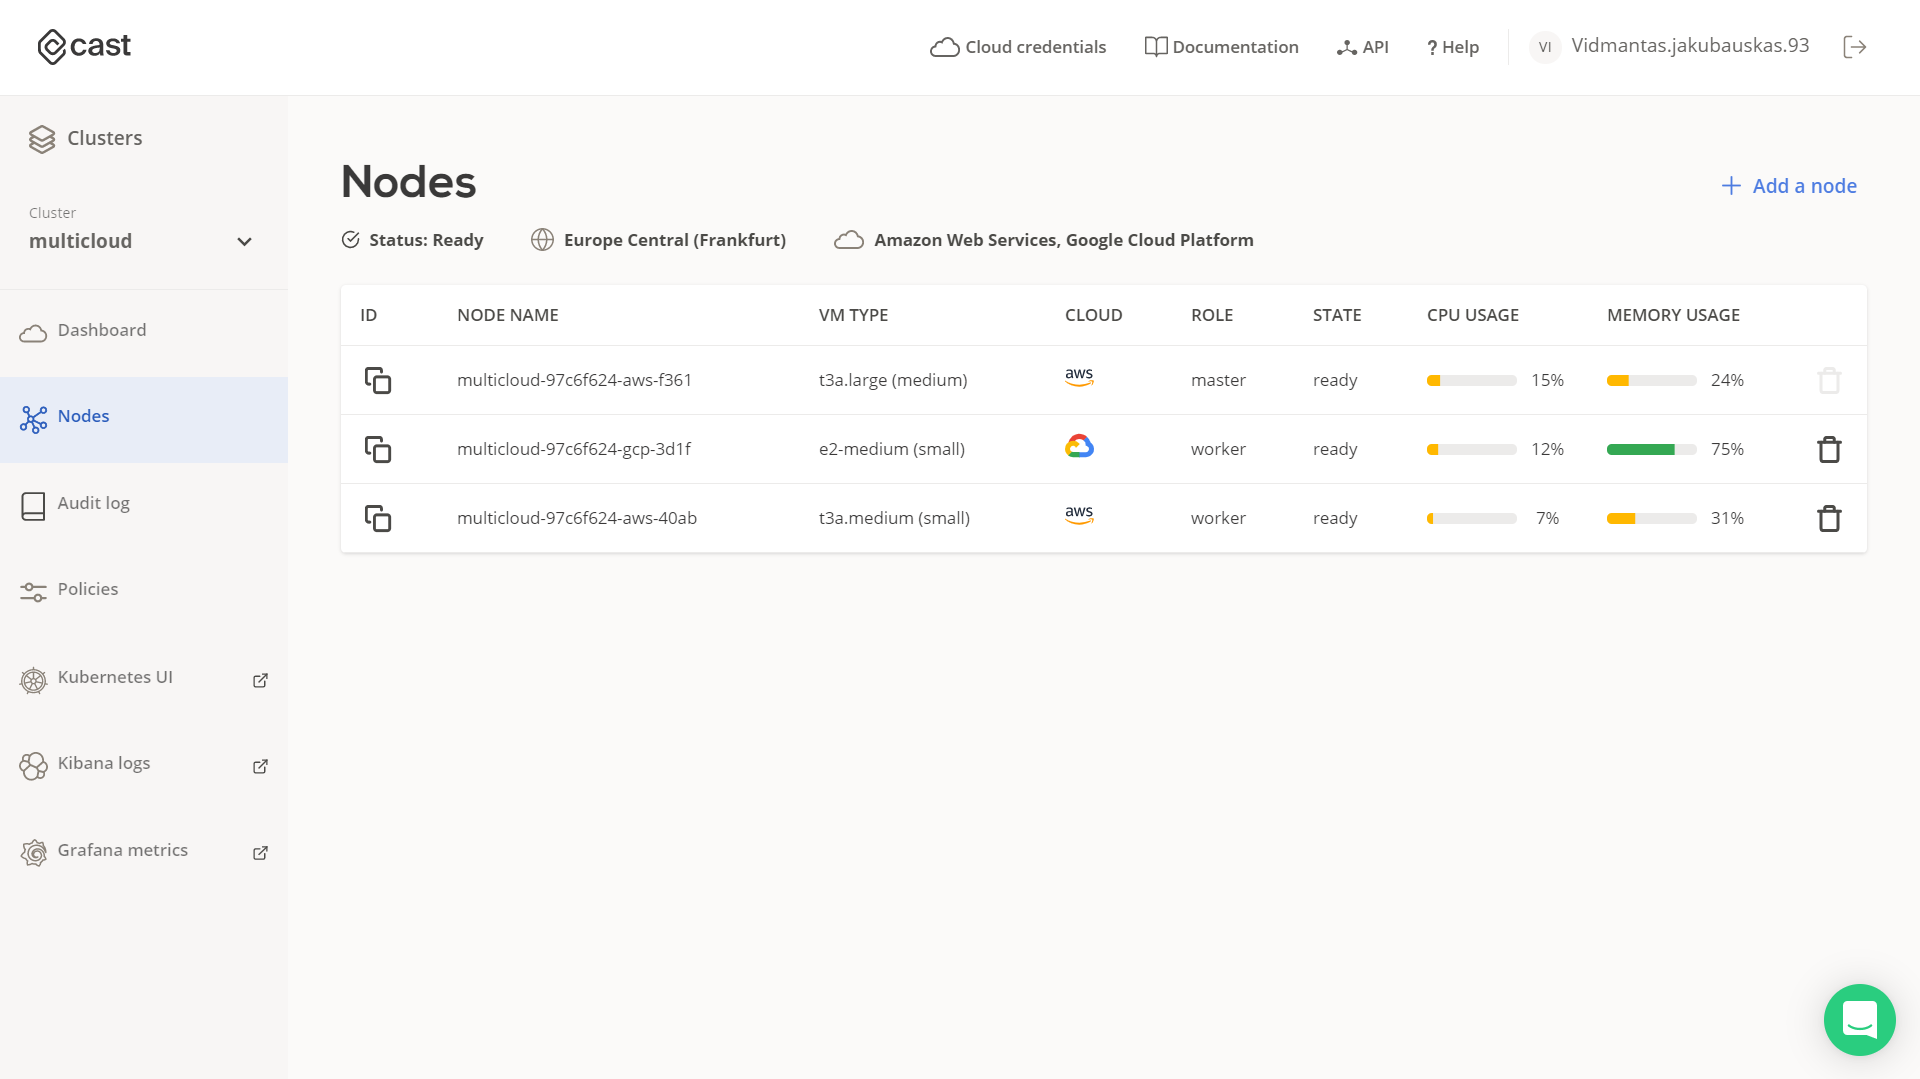 cast
Cloud credentials
Documentation
API
? Help
VI
Vidmantas.jakubauskas.93
Clusters
Cluster
multicloud
Dashboard
Nodes
Audit log
Policies
Kubernetes UI
Kibana logs
Grafana metrics
Nodes
Add a node
Status: Ready
Europe Central (Frankfurt)
Amazon Web Services, Google Cloud Platform
ID NODE NAME VM TYPE CLOUD ROLE STATE CPU USAGE MEMORY USAGE
multicloud-97c6f624-aws-f361 t3a.large (medium) aws master ready 15% 24%
multicloud-97c6f624-gcp-3d1f e2-medium (small) worker ready 12% 75%
multicloud-97c6f624-aws-40ab t3a.medium (small) aws worker ready 7% 31%